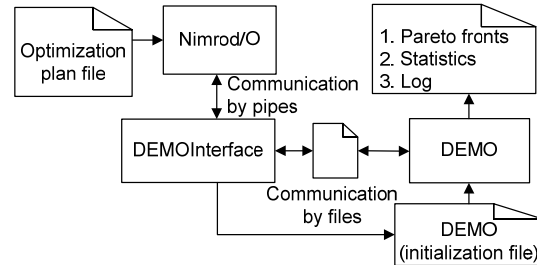 Optimization
plan file
Nimrod/O
1. Pareto fronts
2. Statistics
3. Log
Communication
by pipes
DEMOInterface
DEMO
Communication
by files
DEMO
(initialization file)